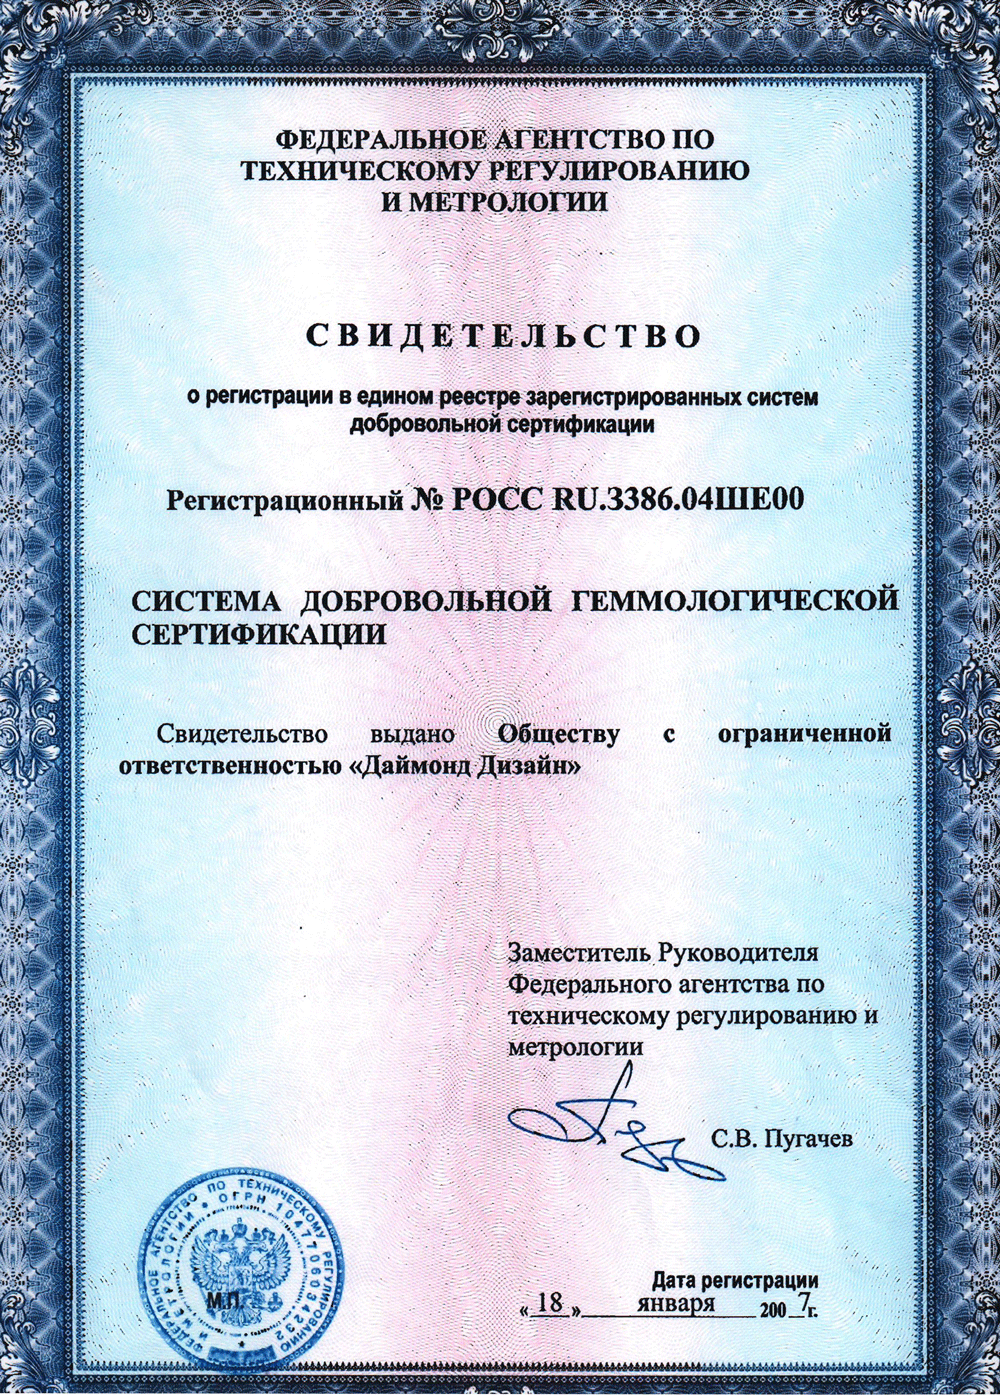 ФЕДЕРАЛЬНОЕ АГЕНТСТВО ПО
ТЕХНИЧЕСКОМУ РЕГУЛИРОВАНИЮ
И МЕТРОЛОГИИ
СВИДЕТЕЛЬСТВО
о регистрации в едином реестре зарегистрированных систем
добровольной сертификации
Регистрационный № РОСС RU.З386.04ШЕ00
СИСТЕМА ДОБРОВОЛЬНОЙ ГЕММОЛОГИЧЕСКОЙ
СЕРТИФИКАЦИИ
Свидетельство выдано Обществу с ограниченной
ответственностью «Даймонд Дизайн»
Заместитель Руководителя
Федерального агентства по
техническому регулированию и
метрологии
С.В. Пугачев
ФЕДЕРАЛЬНОЕ АГЕНТСТВО ПО ТЕХНИЧЕСКОМУ РЕГУЛИРОВАНИЮ
И МЕТРОЛОГИИ • ОГРН 1047706034232
М.П.
Дата регистрации
« 18 » января 2007г.